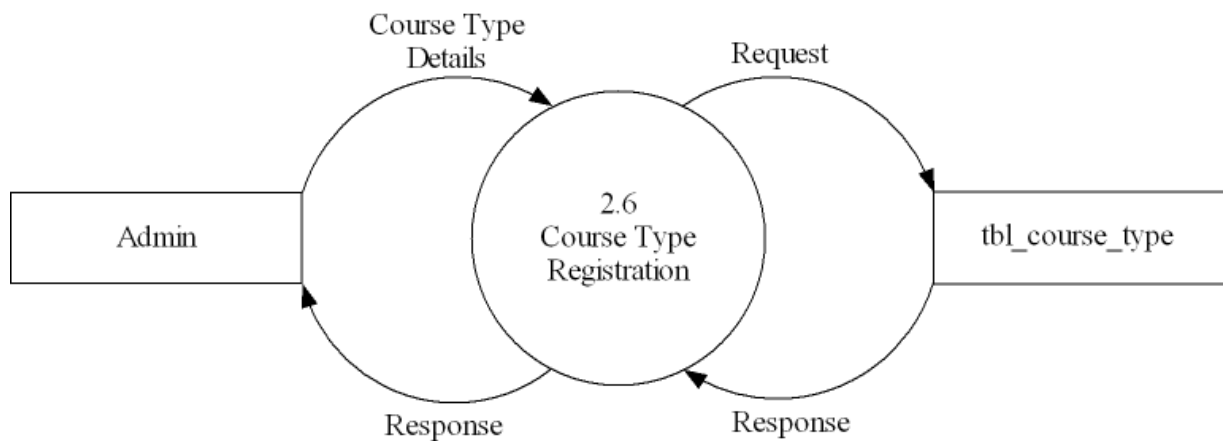 Course Type
Details
Request
Admin
2.6
Course Type
Registration
tbl_course_type
Response
Response